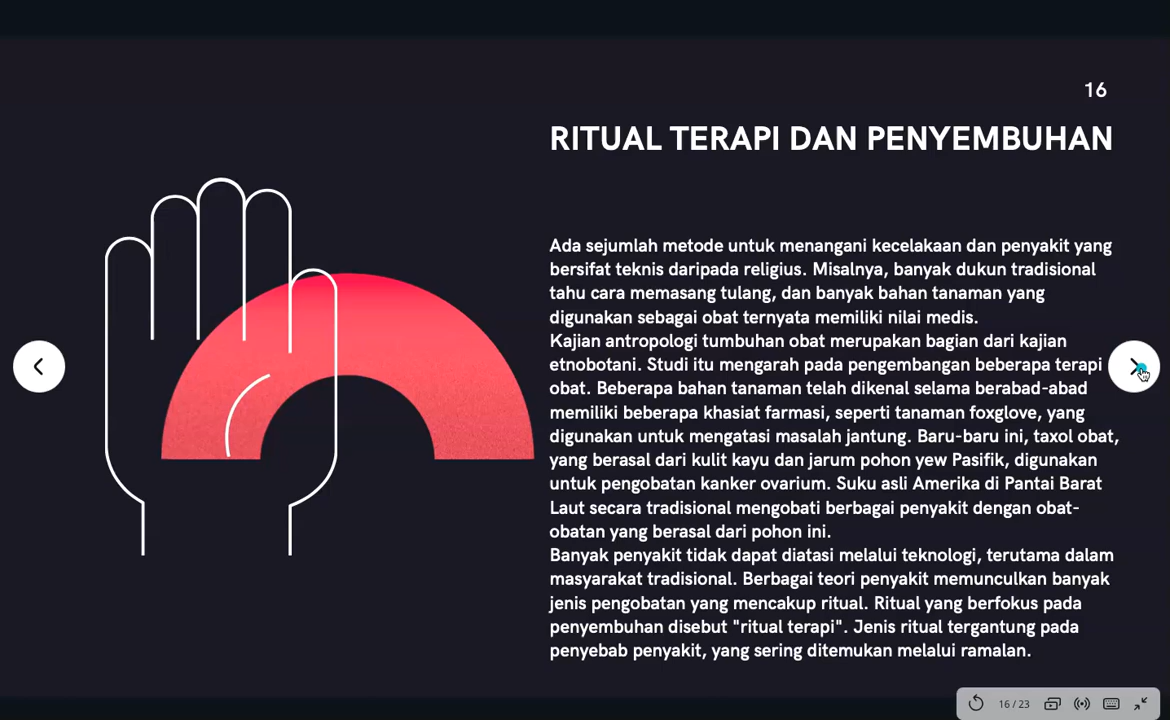 16
RITUAL TERAPI DAN PENYEMBUHAN
Ada sejumlah metode untuk menangani kecelakaan dan penyakit yang
bersifat teknis daripada religius. Misalnya, banyak dukun tradisional
tahu cara memasang tulang, dan banyak bahan tanaman yang
digunakan sebagai obat ternyata memiliki nilai medis.
Kajian antropologi tumbuhan obat merupakan bagian dari kajian
etnobotani. Studi itu mengarah pada pengembangan beberapa terapi
obat. Beberapa bahan tanaman telah dikenal selama berabad-abad
memiliki beberapa khasiat farmasi, seperti tanaman foxglove, yang
digunakan untuk mengatasi masalah jantung. Baru-baru ini, taxol obat,
yang berasal dari kulit kayu dan jarum pohon yew Pasifik, digunakan
untuk pengobatan kanker ovarium. Suku asli Amerika di Pantai Barat
Laut secara tradisional mengobati berbagai penyakit dengan obat-
obatan yang berasal dari pohon ini.
Banyak penyakit tidak dapat diatasi melalui teknologi, terutama dalam
masyarakat tradisional. Berbagai teori penyakit memunculkan banyak
jenis pengobatan yang mencakup ritual. Ritual yang berfokus pada
penyembuhan disebut "ritual terapi". Jenis ritual tergantung pada
penyebab penyakit, yang sering ditemukan melalui ramalan.
16 / 23